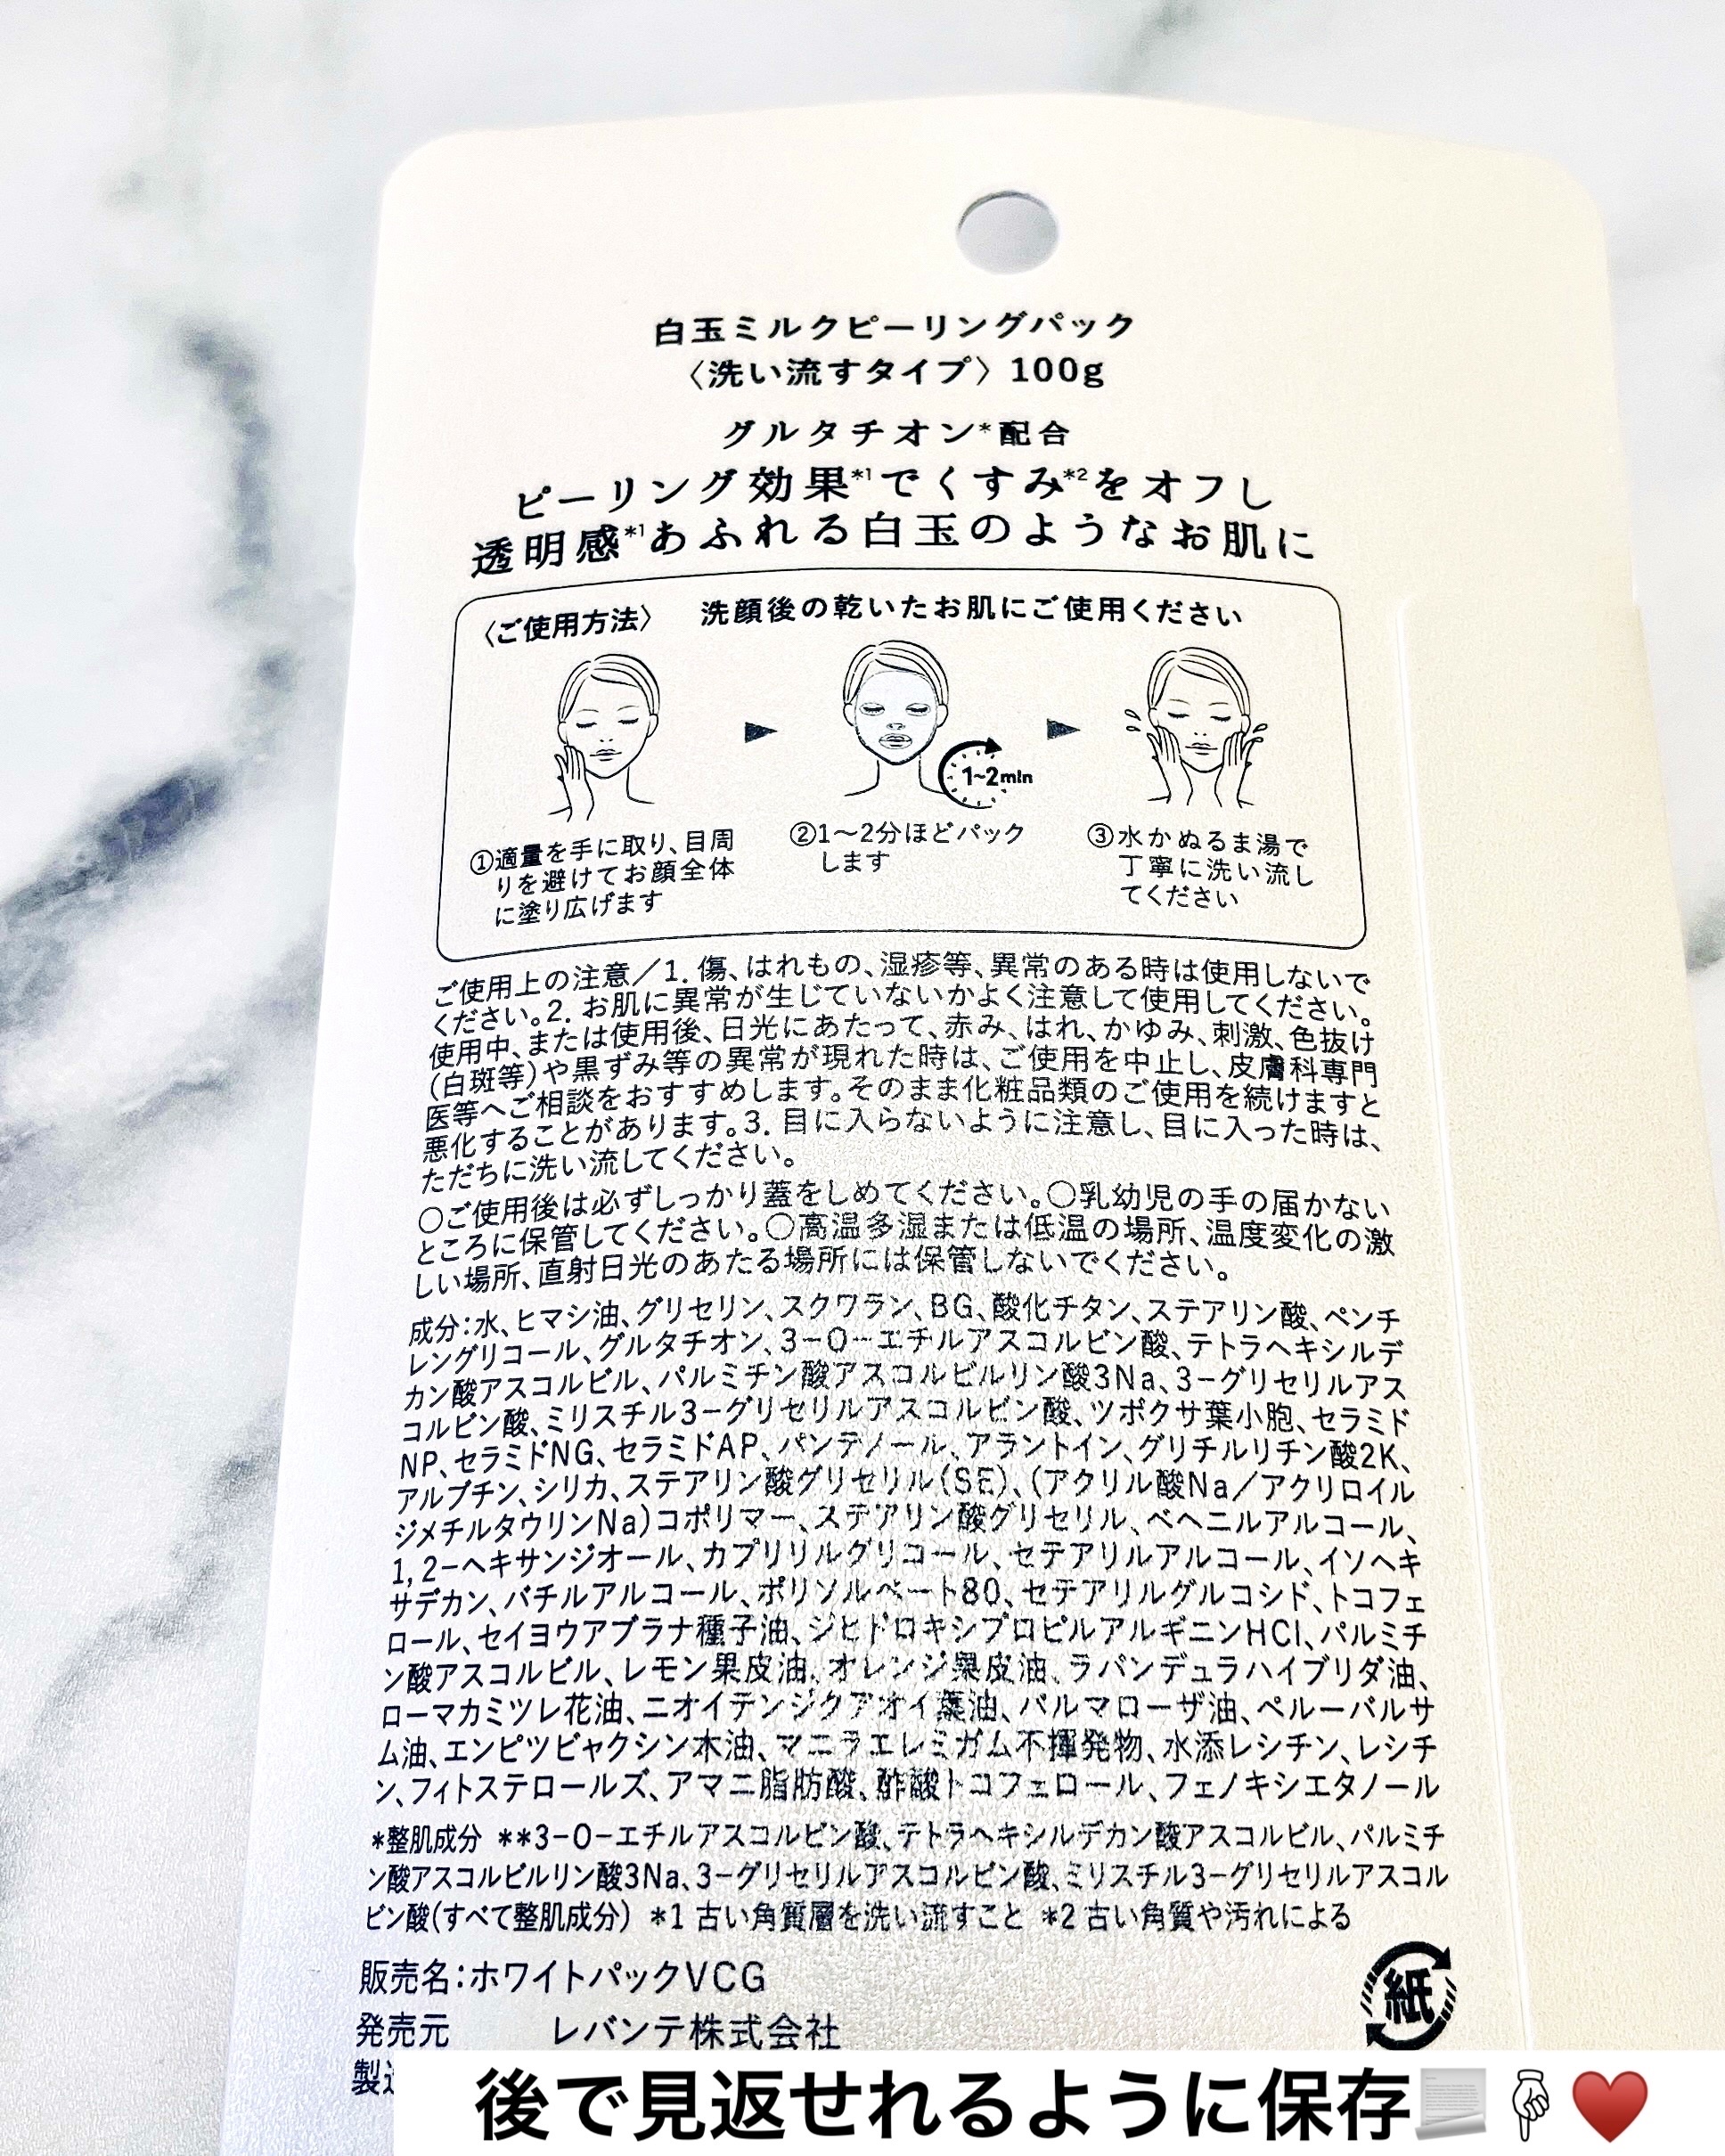 白玉ミルクピーリングパック
〈洗い流すタイプ〉100g
グルタチオン*配合
ピーリング効果*1でくすみ*2をオフし
透明感*1あふれる白玉のようなお肌に
〈ご使用方法〉 洗顔後の乾いたお肌にご使用ください
1~2min
①適量を手に取り、目周
りを避けてお顔全体
に塗り広げます
②1〜2分ほどパック
します
③水かぬるま湯で
丁寧に洗い流し
てください
ご使用上の注意／1. 傷、はれもの、湿疹等、異常のある時は使用しないで
ください。2. お肌に異常が生じていないかよく注意して使用してください。
使用中、または使用後、日光にあたって、赤み、はれ、かゆみ、刺激、色抜け
(白斑等)や黒ずみ等の異常が現れた時は、ご使用を中止し、皮膚科専門
医等へご相談をおすすめします。そのまま化粧品類のご使用を続けますと
悪化することがあります。3. 目に入らないように注意し、目に入った時は、
ただちに洗い流してください。
〇ご使用後は必ずしっかり蓋をしめてください。〇乳幼児の手の届かない
ところに保管してください。〇高温多湿または低温の場所、温度変化の激
しい場所、直射日光のあたる場所には保管しないでください。
成分：水、ヒマシ油、グリセリン、スクワラン、BG、酸化チタン、ステアリン酸、ペンチ
レングリコール、グルタチオン、3−O−エチルアスコルビン酸、テトラヘキシルデ
カン酸アスコルビル、パルミチン酸アスコルビルリン酸3Na、3−グリセリルアス
コルビン酸、ミリスチル3−グリセリルアスコルビン酸、ツボクサ葉小胞、セラミド
NP、セラミドNG、セラミドAP、パンテノール、アラントイン、グリチルリチン酸2K、
アルブチン、シリカ、ステアリン酸グリセリル(SE)、(アクリル酸Na／アクリロイル
ジメチルタウリンNa)コポリマー、ステアリン酸グリセリル、ベヘニルアルコール、
1,2−ヘキサンジオール、カプリリルグリコール、セテアリルアルコール、イソヘキ
サデカン、バチルアルコール、ポリソルベート80、セテアリルグルコシド、トコフェ
ロール、セイヨウアブラナ種子油、ジヒドロキシプロピルアルギニンHCl、パルミチ
ン酸アスコルビル、レモン果皮油、オレンジ果皮油、ラバンデュラハイブリダ油、
ローマカミツレ花油、ニオイテンジクアオイ葉油、パルマローザ油、ペルーバルサ
ム油、エンピツビャクシン木油、マニラエレミガム不揮発物、水添レシチン、レシチ
ン、フィトステロールズ、アマニ脂肪酸、酢酸トコフェロール、フェノキシエタノール
*整肌成分 **3−O−エチルアスコルビン酸、テトラヘキシルデカン酸アスコルビル、パルミチ
ン酸アスコルビルリン酸3Na、3−グリセリルアスコルビン酸、ミリスチル3−グリセリルアスコル
ビン酸(すべて整肌成分) *1 古い角質層を洗い流すこと *2 古い角質や汚れによる
販売名：ホワイトパックVCG
発売元 レバンテ株式会社
紙
後で見返せれるように保存📃👇♥️